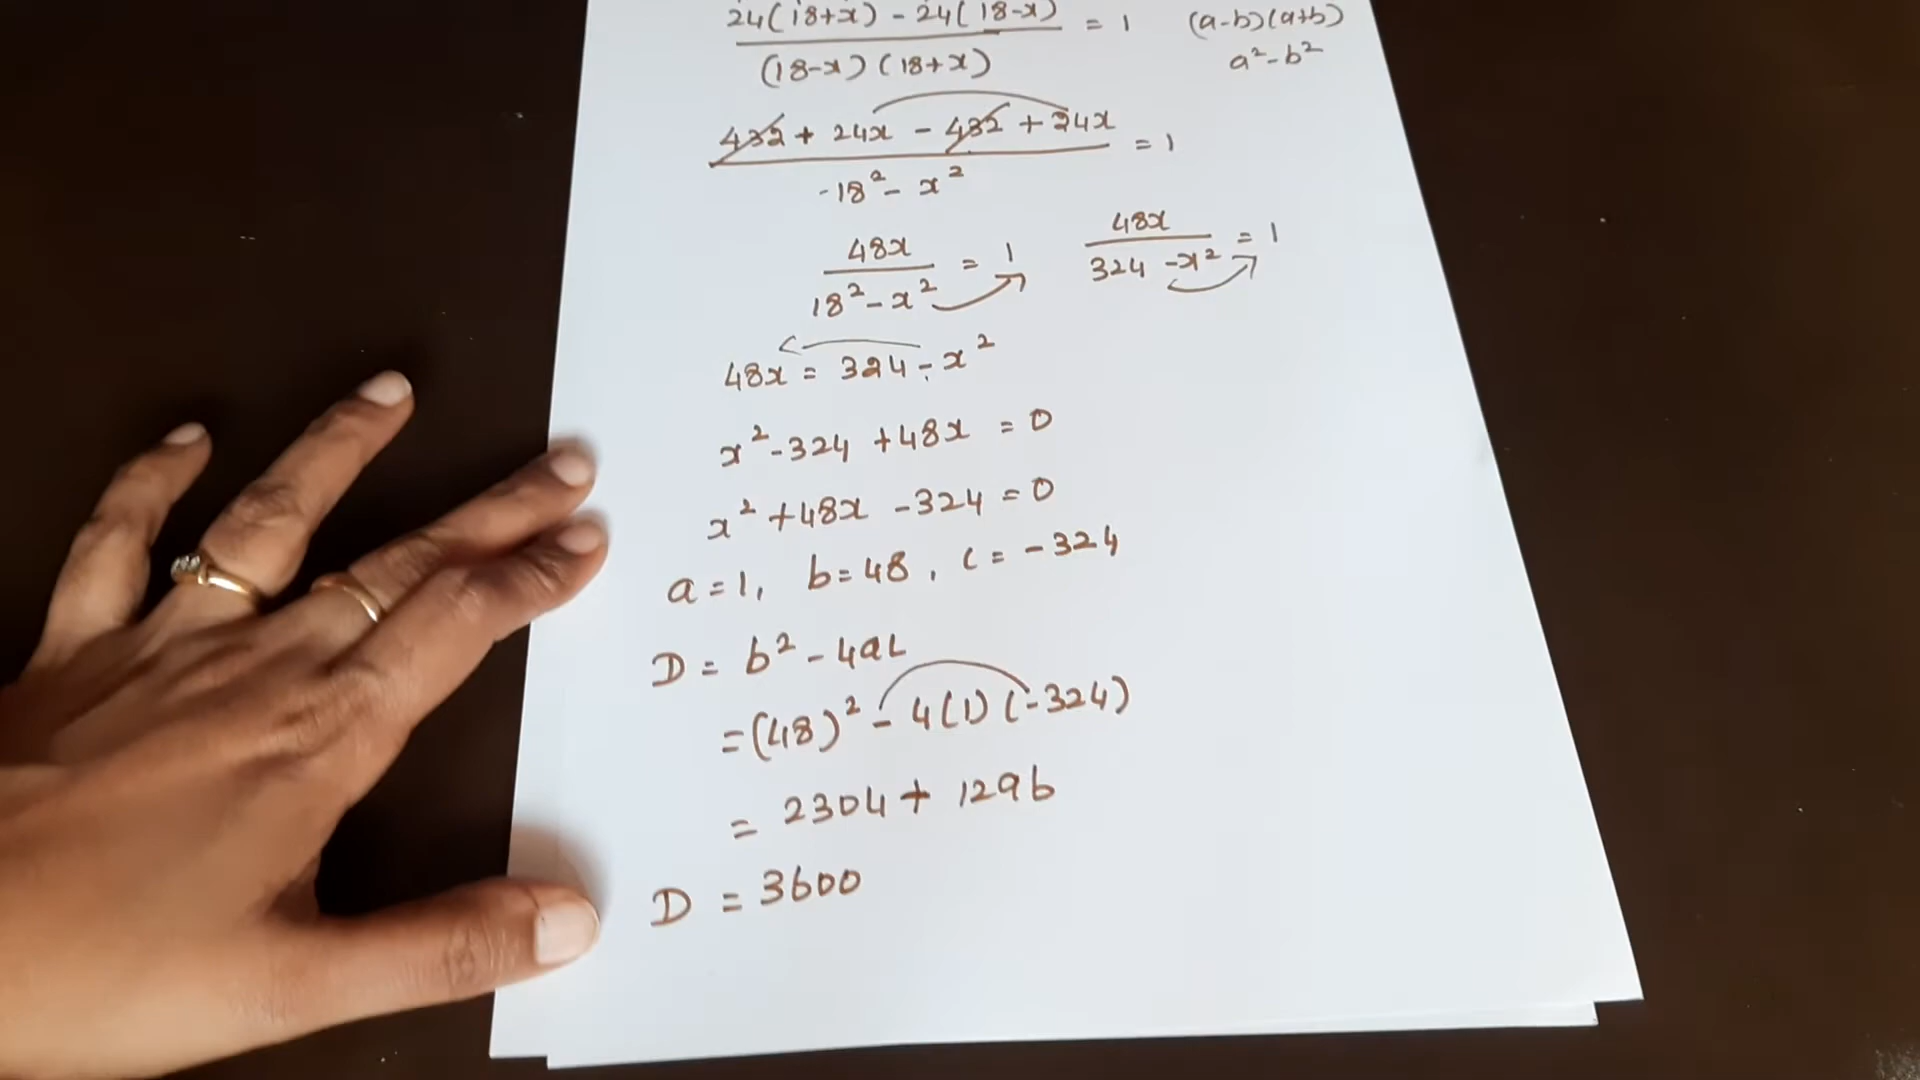 24(18+x) - 24(18-x) = 1
(18-x)(18+x)
(a-b)(a+b)
a²-b²
432 + 24x - 432 + 24x = 1
-18² - x²
48x = 1
18² - x²
48x = 1
324 - x²
48x = 324 - x²
x² - 324 + 48x = 0
x² + 48x - 324 = 0
a = 1, b = 48, c = -324
D = b² - 4ac
= (48)² - 4(1)(-324)
= 2304 + 1296
D = 3600